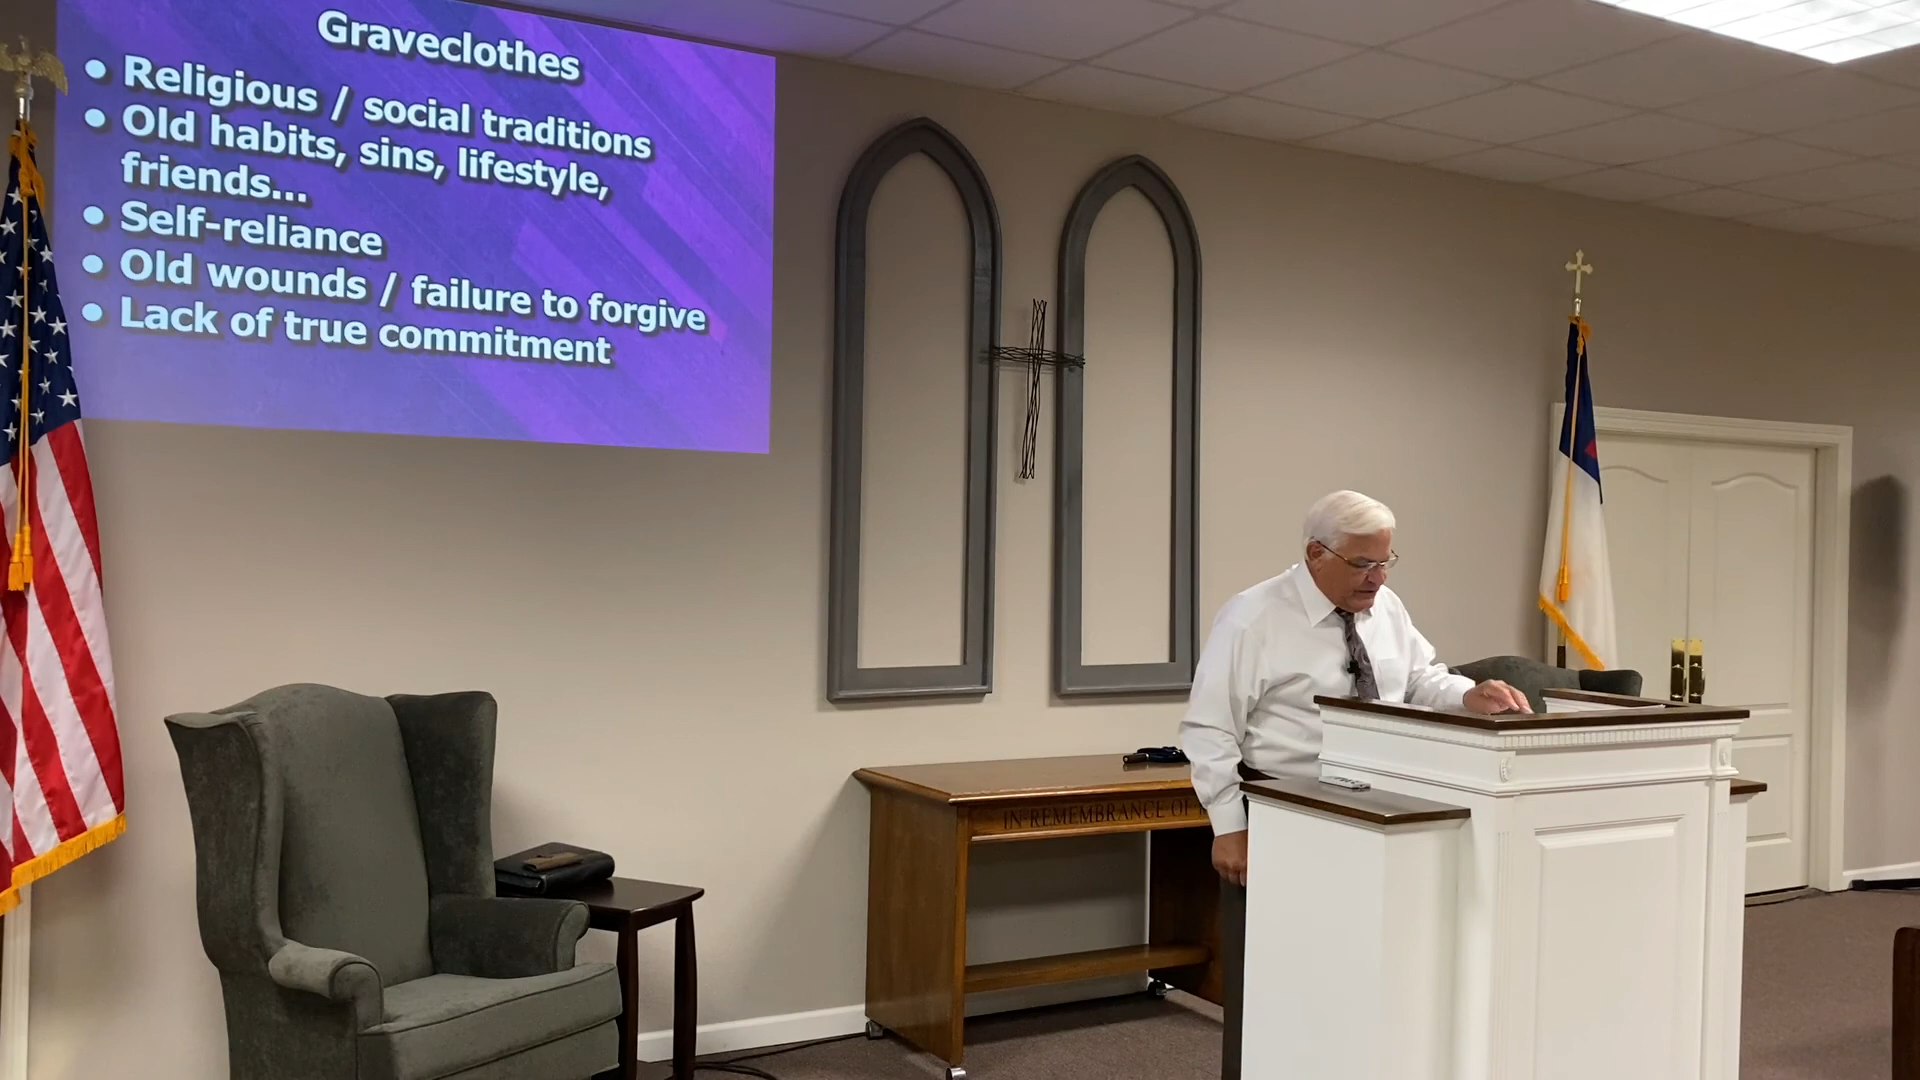 Graveclothes
● Religious / social traditions
● Old habits, sins, lifestyle,
friends...
● Self-reliance
● Old wounds / failure to forgive
● Lack of true commitment
IN REMEMBRANCE OF